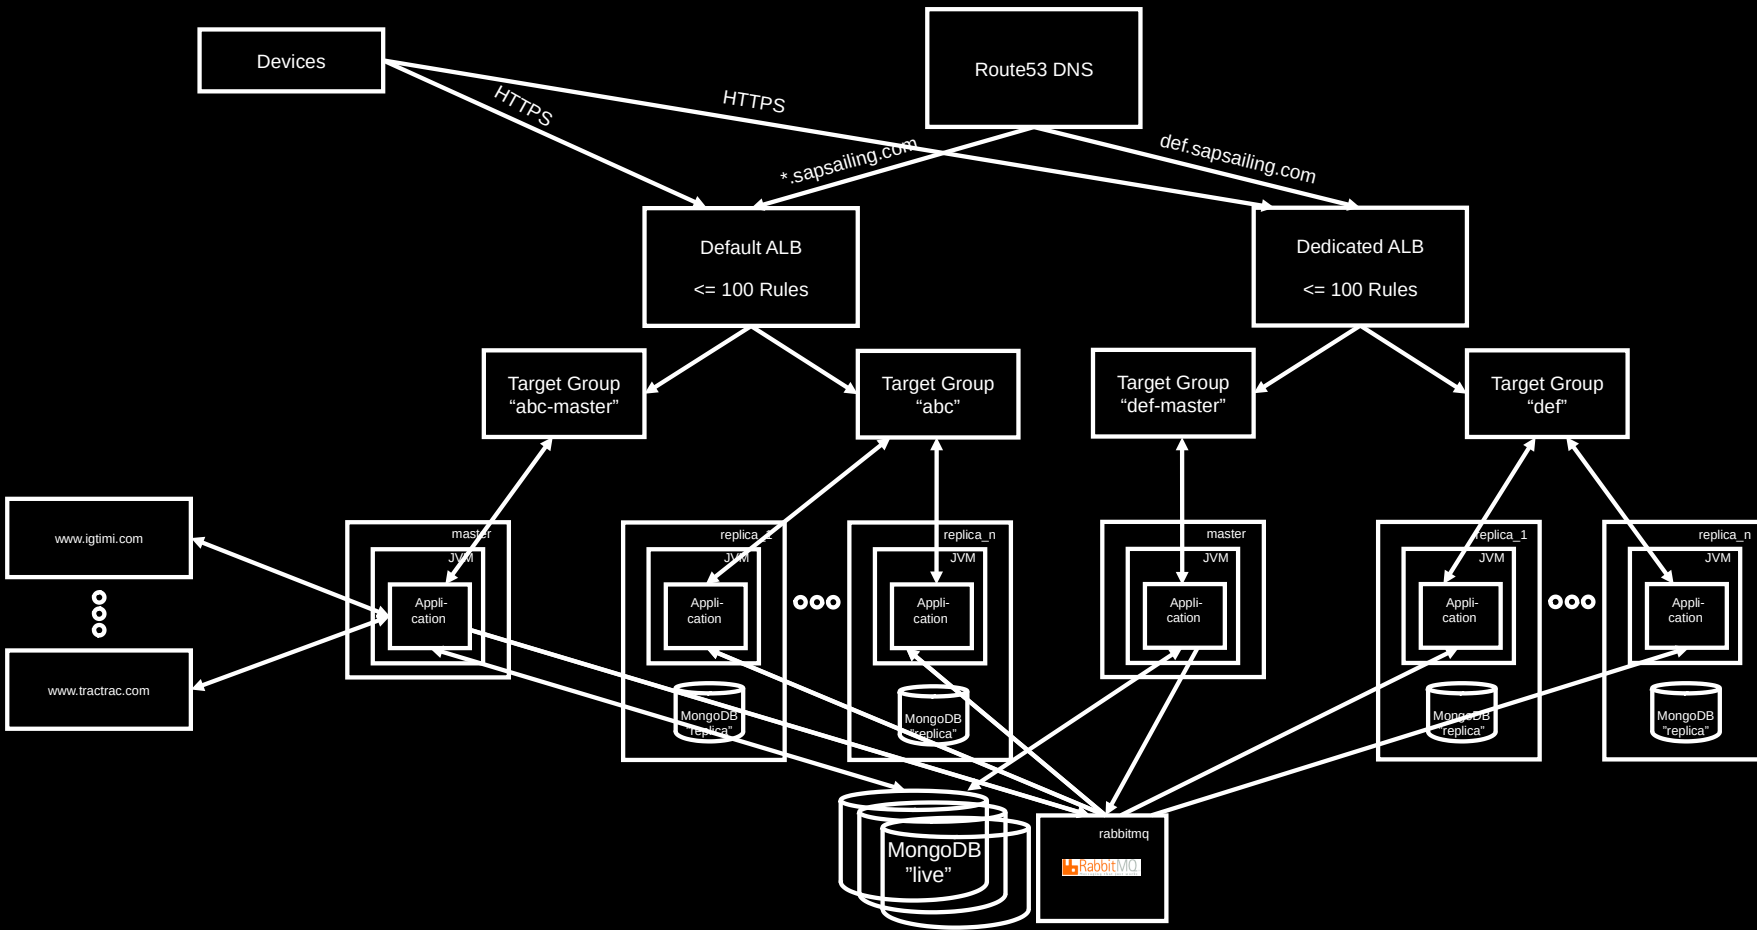 Devices
Route53 DNS
HTTPS
HTTPS
*.sapsailing.com
def.sapsailing.com
Default ALB
<= 100 Rules
Dedicated ALB
<= 100 Rules
Target Group
“abc-master”
Target Group
“abc”
Target Group
“def-master”
Target Group
“def”
www.igtimi.com
www.tractrac.com
master
JVM
Appli-
cation
replica_1
JVM
Appli-
cation
MongoDB
”replica”
replica_n
JVM
Appli-
cation
MongoDB
”replica”
master
JVM
Appli-
cation
replica_1
JVM
Appli-
cation
MongoDB
”replica”
replica_n
JVM
Appli-
cation
MongoDB
”replica”
MongoDB
”live”
rabbitmq
RabbitMQ